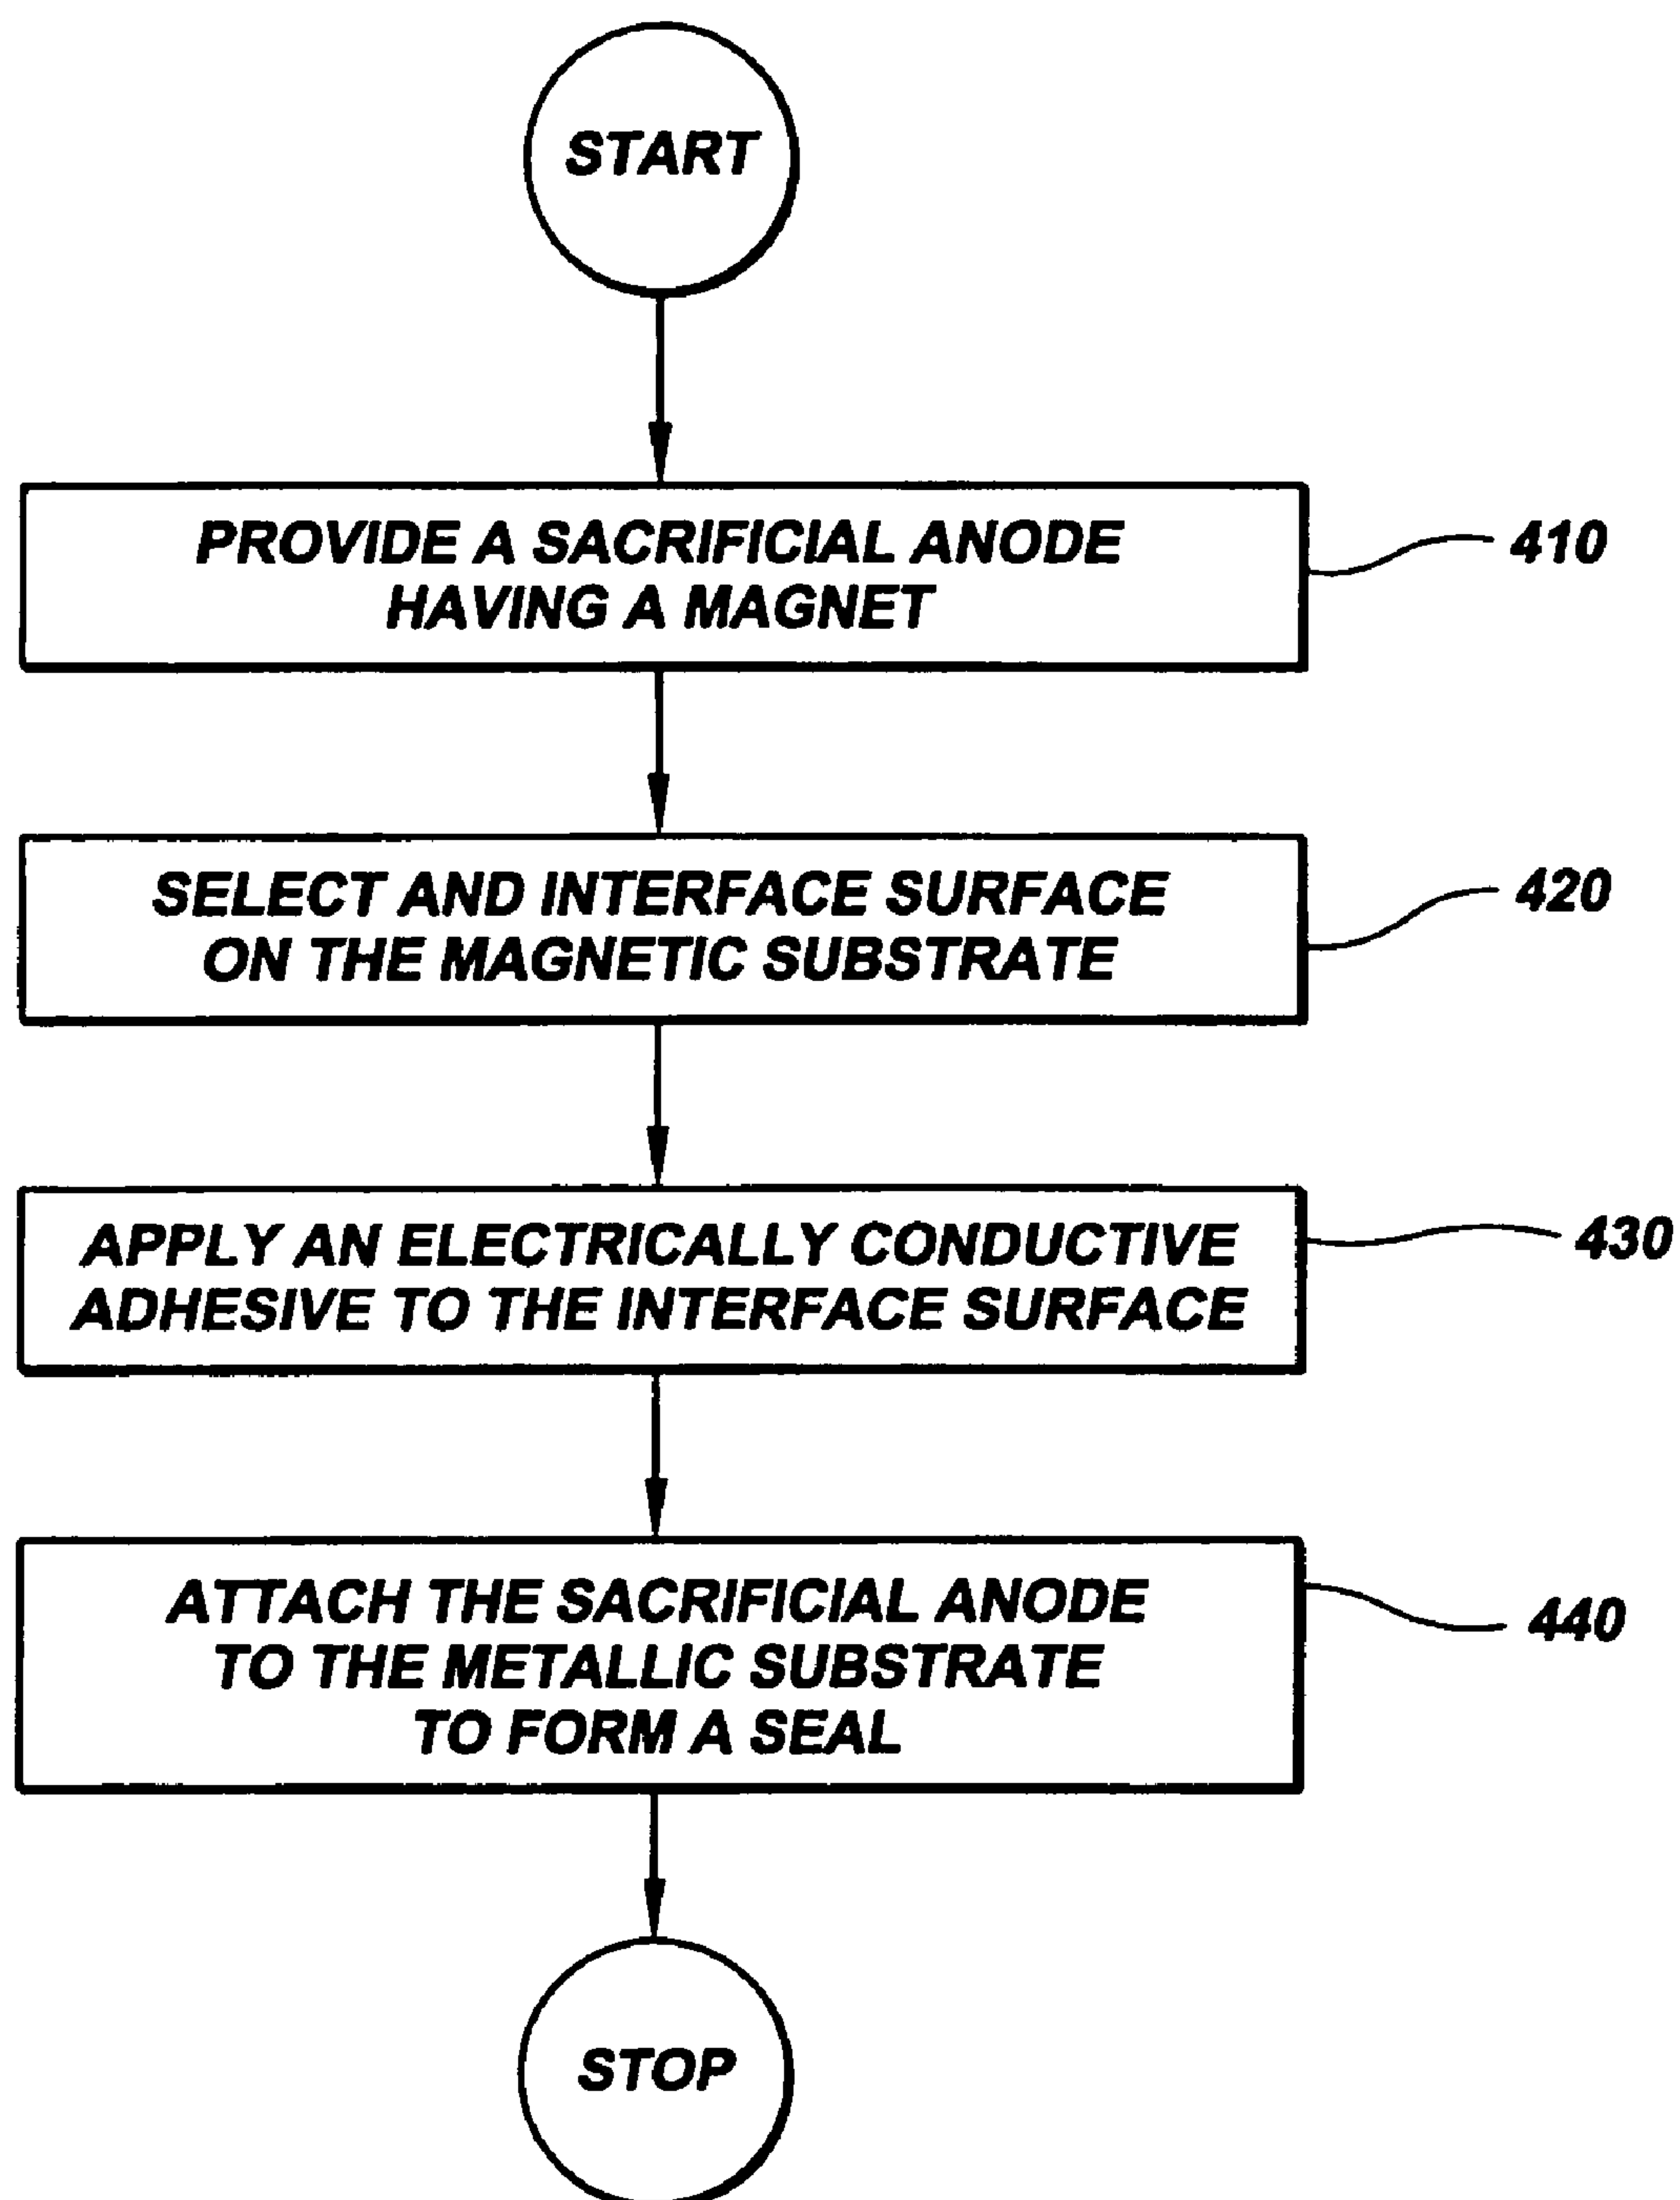 START
PROVIDE A SACRIFICIAL ANODE
HAVING A MAGNET
410
SELECT AND INTERFACE SURFACE
ON THE MAGNETIC SUBSTRATE
420
APPLY AN ELECTRICALLY CONDUCTIVE
ADHESIVE TO THE INTERFACE SURFACE
430
ATTACH THE SACRIFICIAL ANODE
TO THE METALLIC SUBSTRATE
TO FORM A SEAL
440
STOP